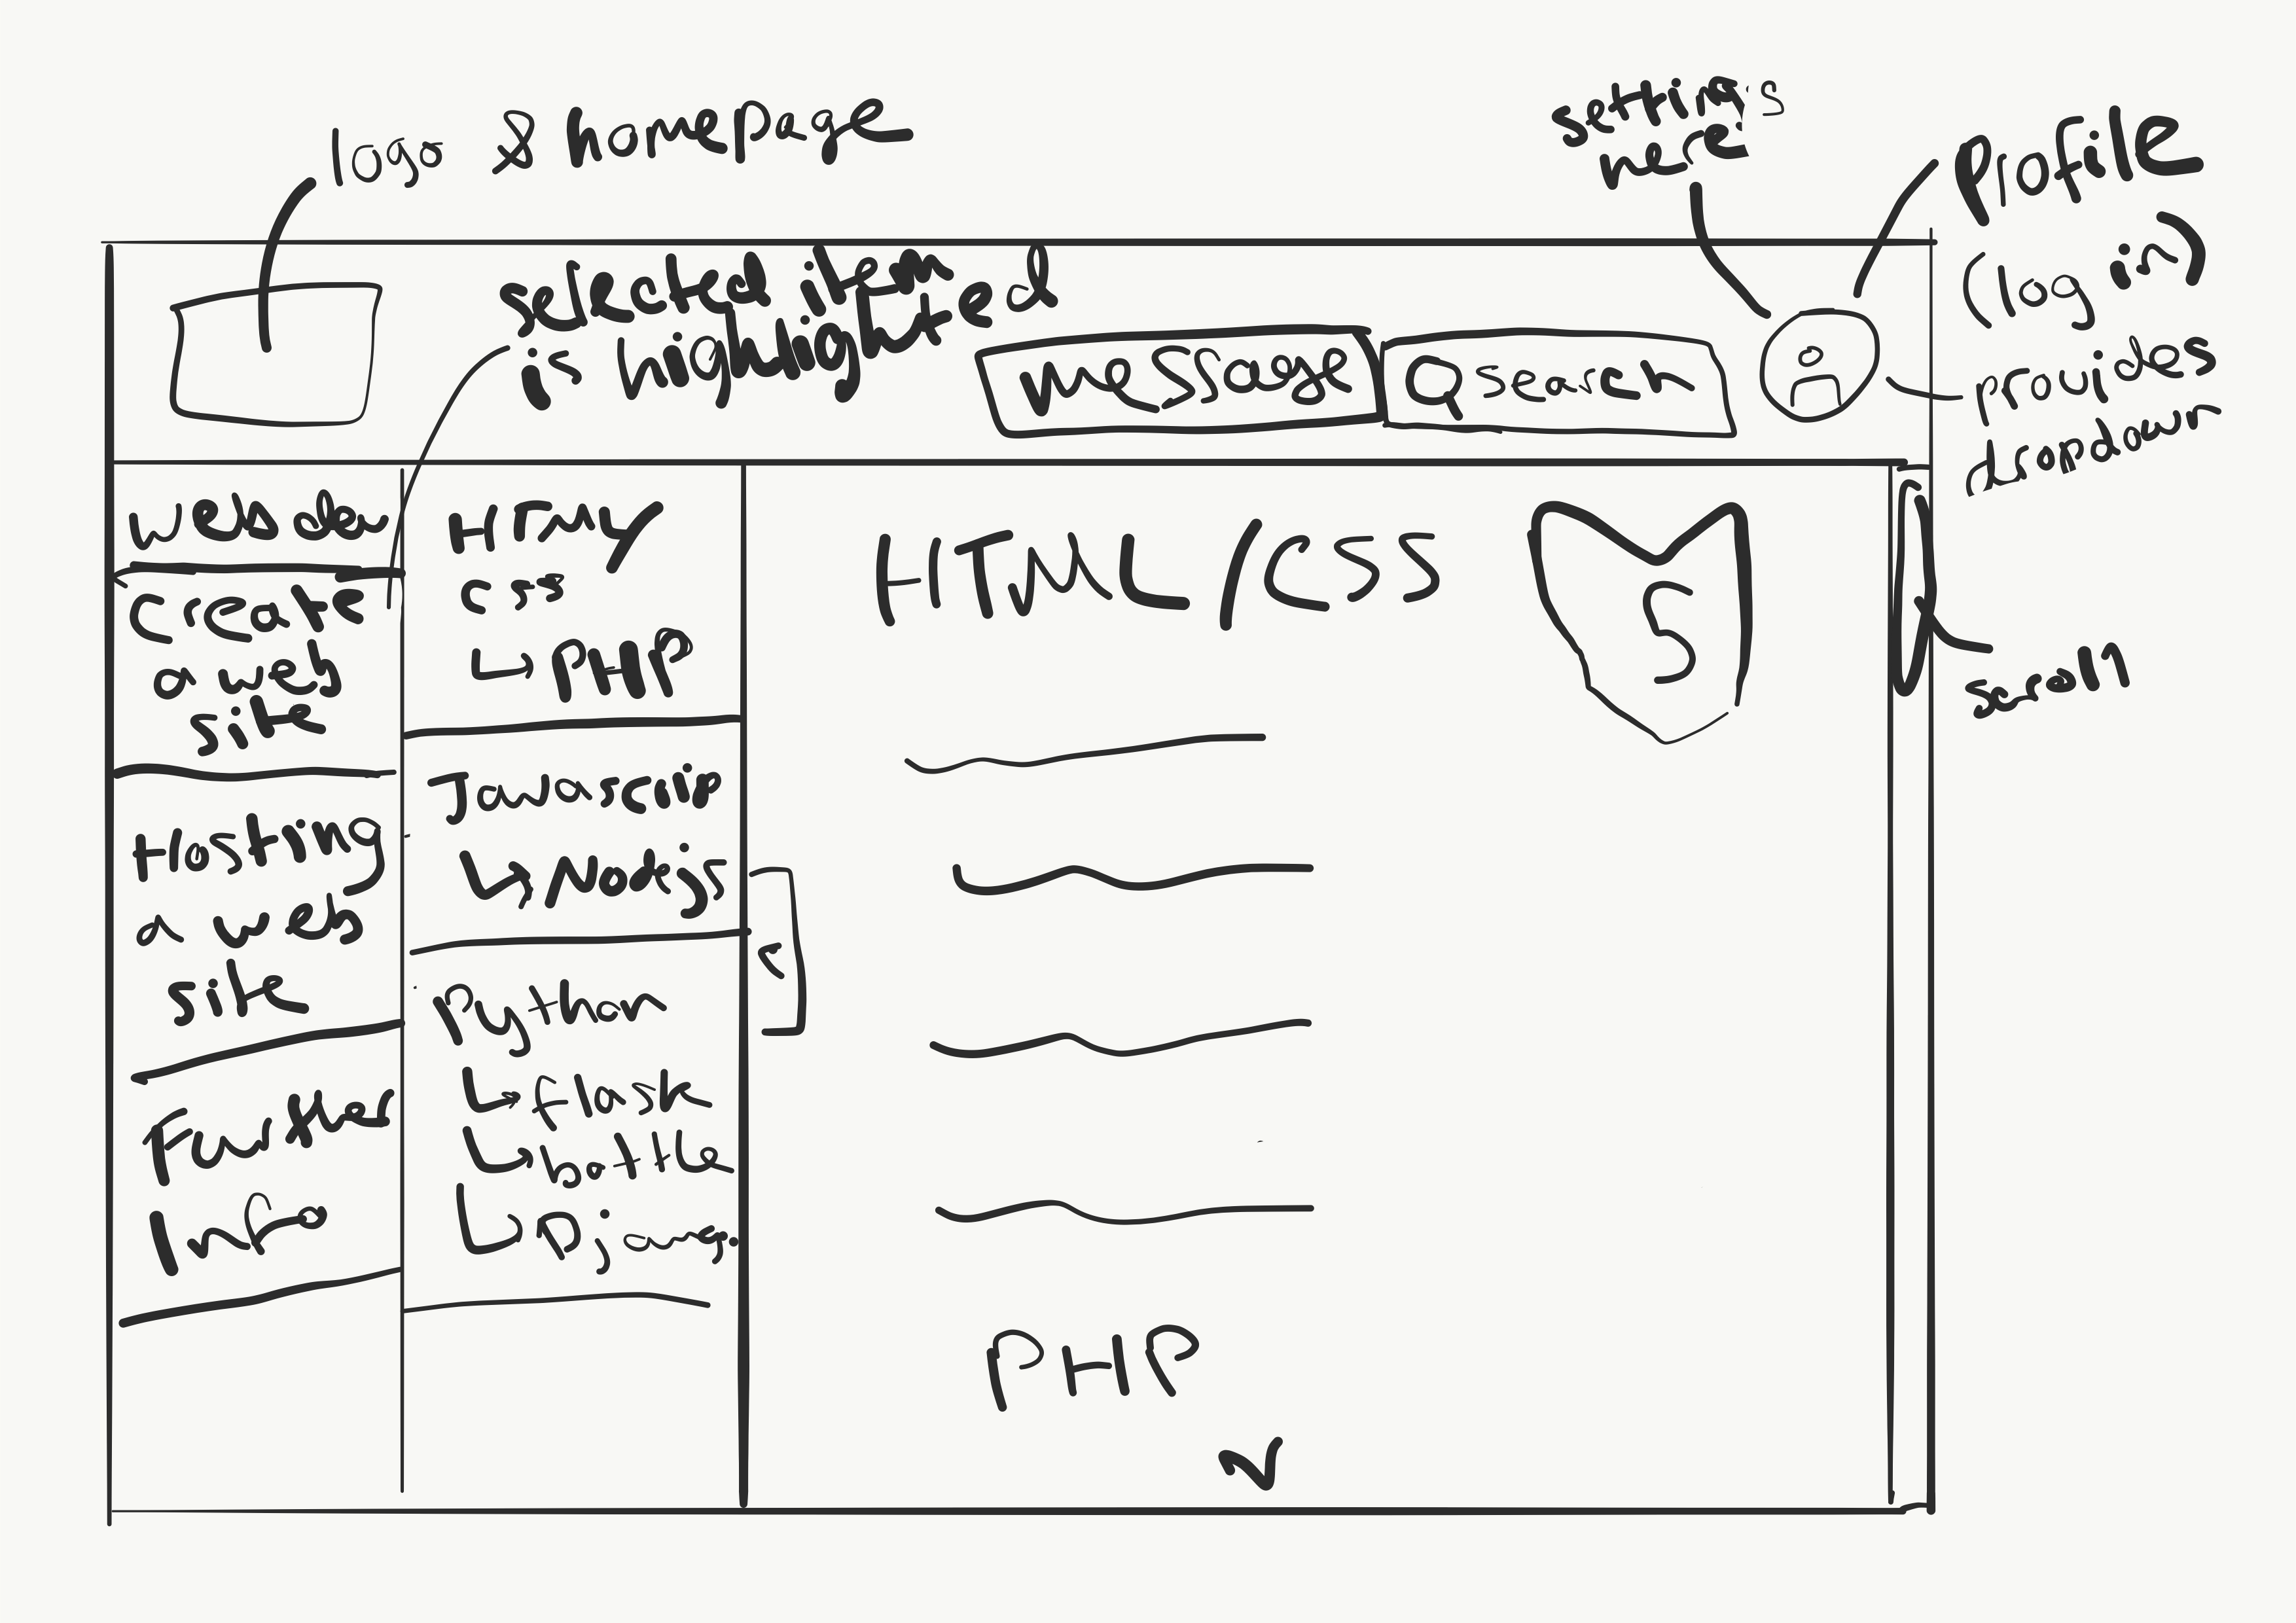 logo & homepage
settings
here
Profile
(log in)
provides
dropdown
selected item
is highlighted
message
search
web dev
Create
a web
site
Hosting
a web
site
Further
Info
HTML/
CSS
PHP
Javascrip
Nodejs
Python
flask
bottle
Djang.
HTML/CSS
5
scroll
PHP